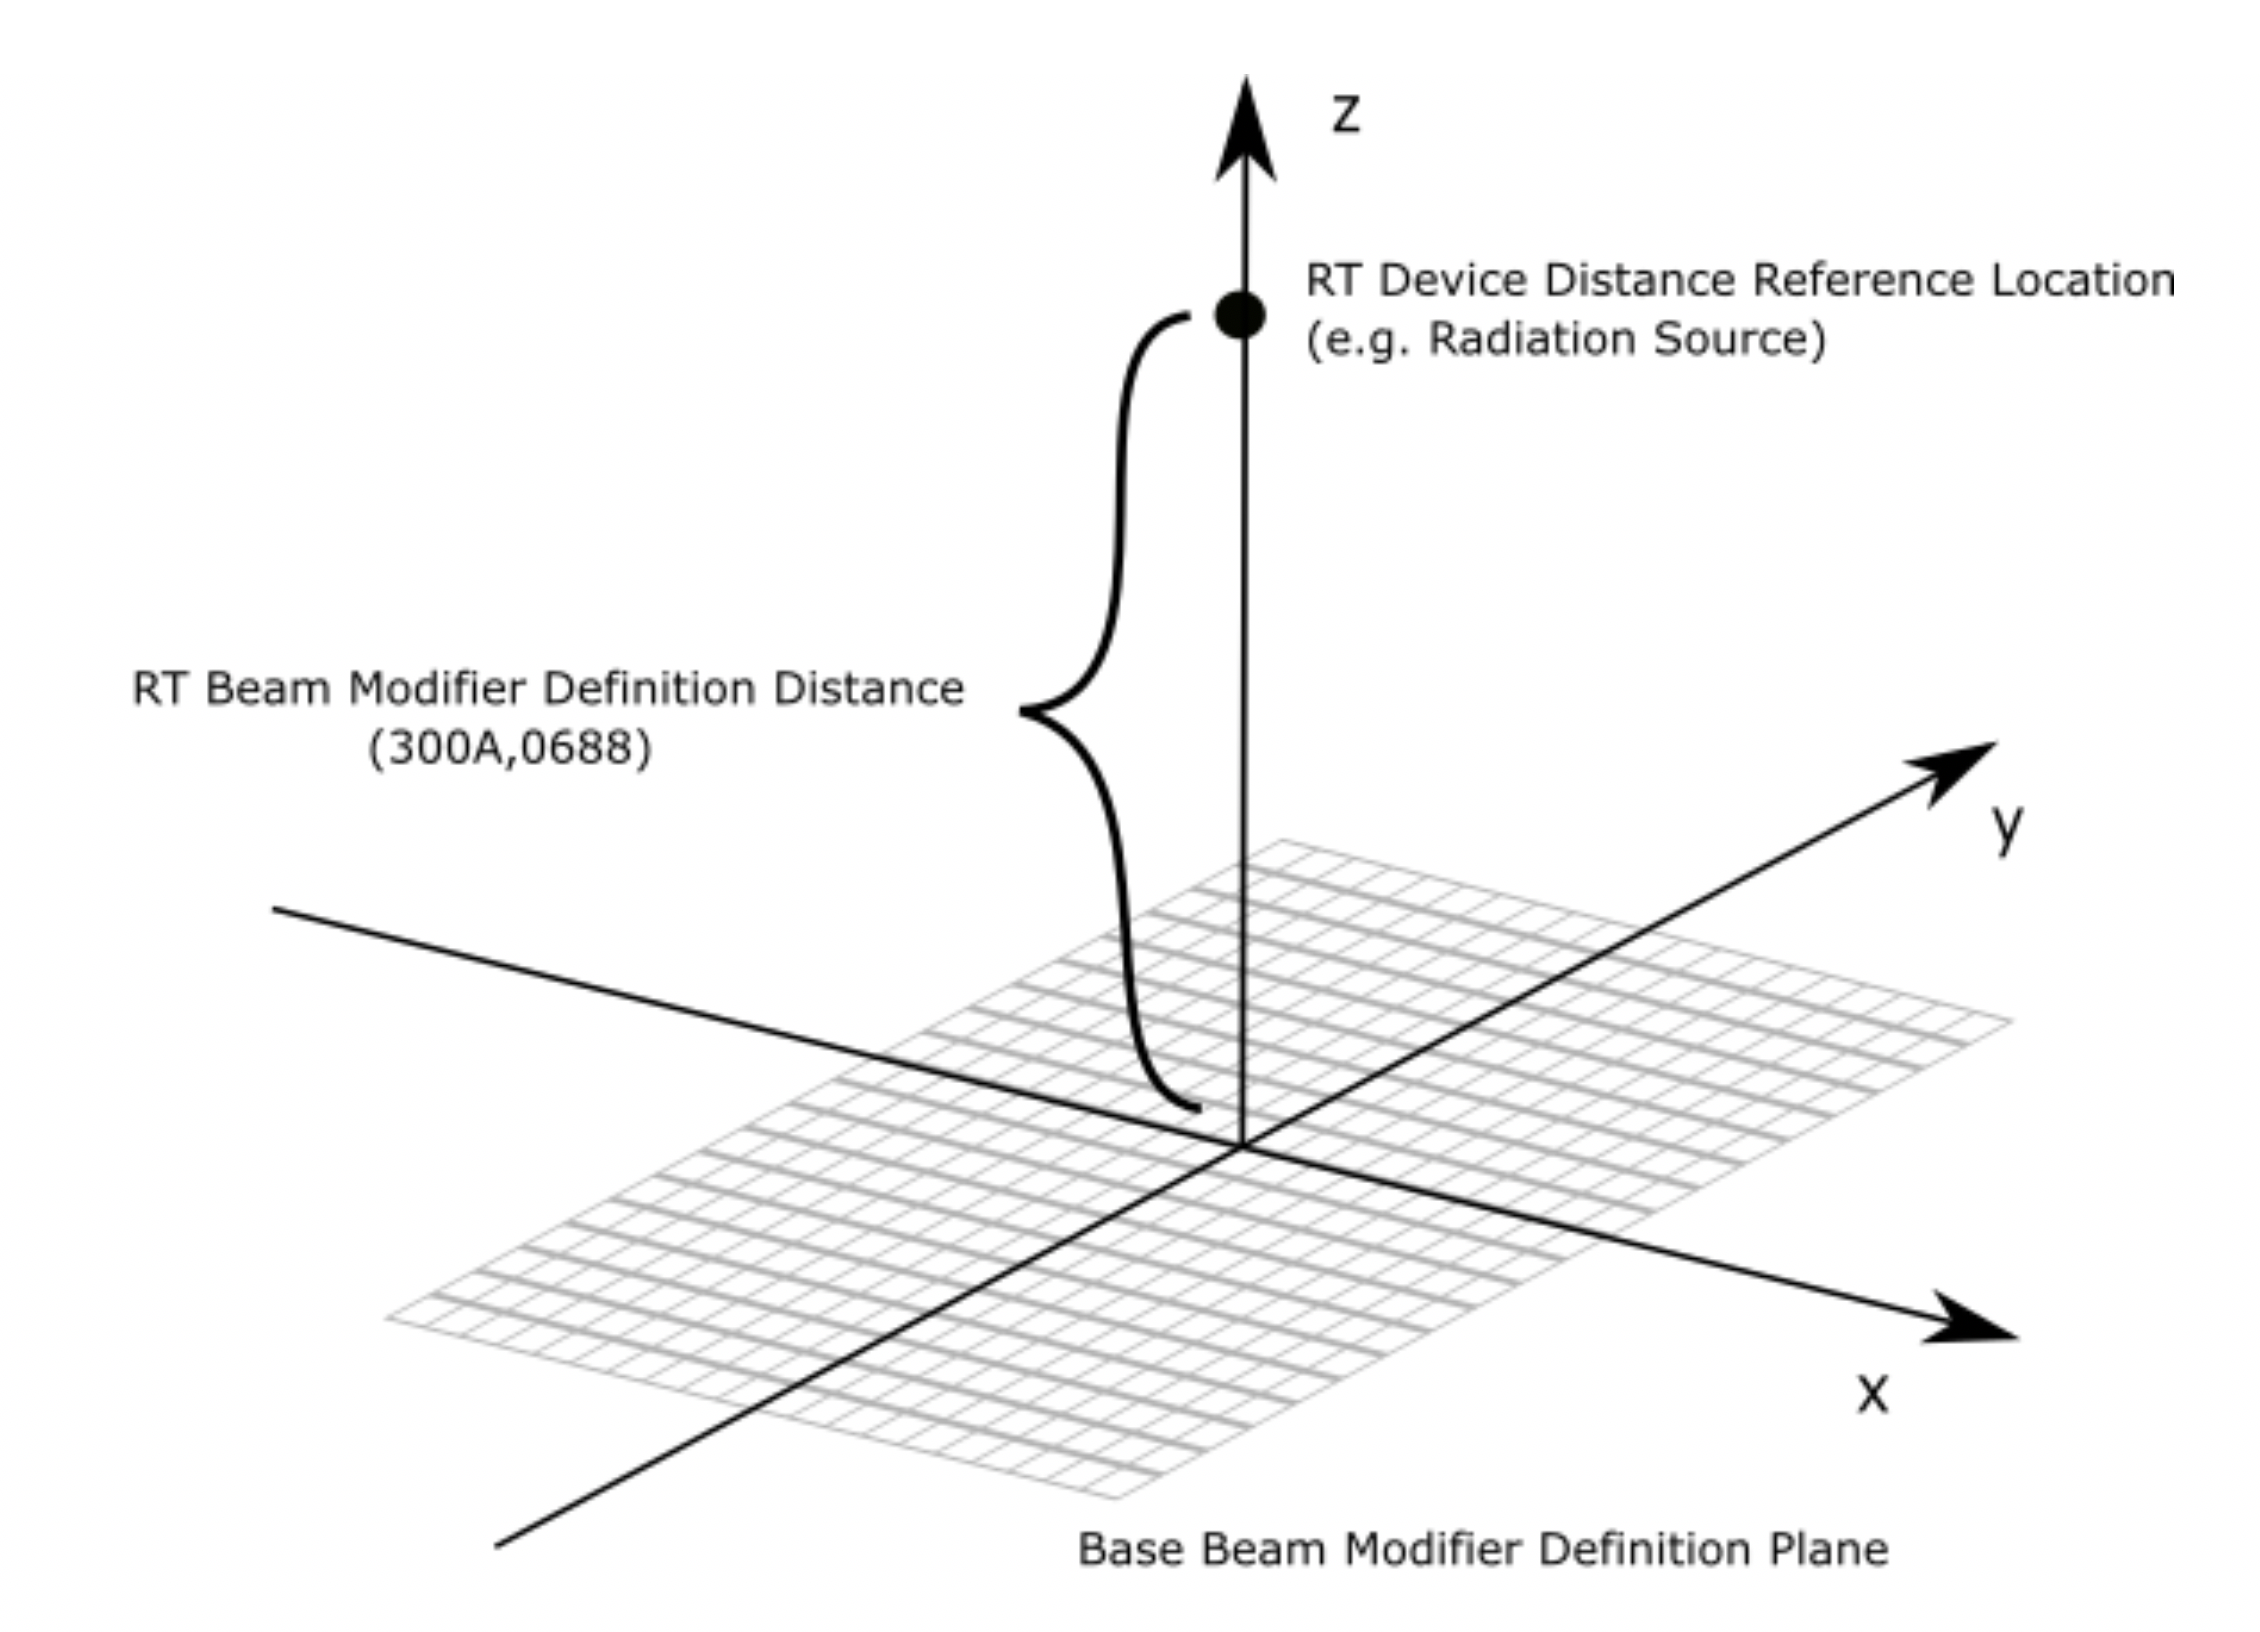 z
RT Device Distance Reference Location
(e.g. Radiation Source)
RT Beam Modifier Definition Distance
(300A,0688)
y
x
Base Beam Modifier Definition Plane